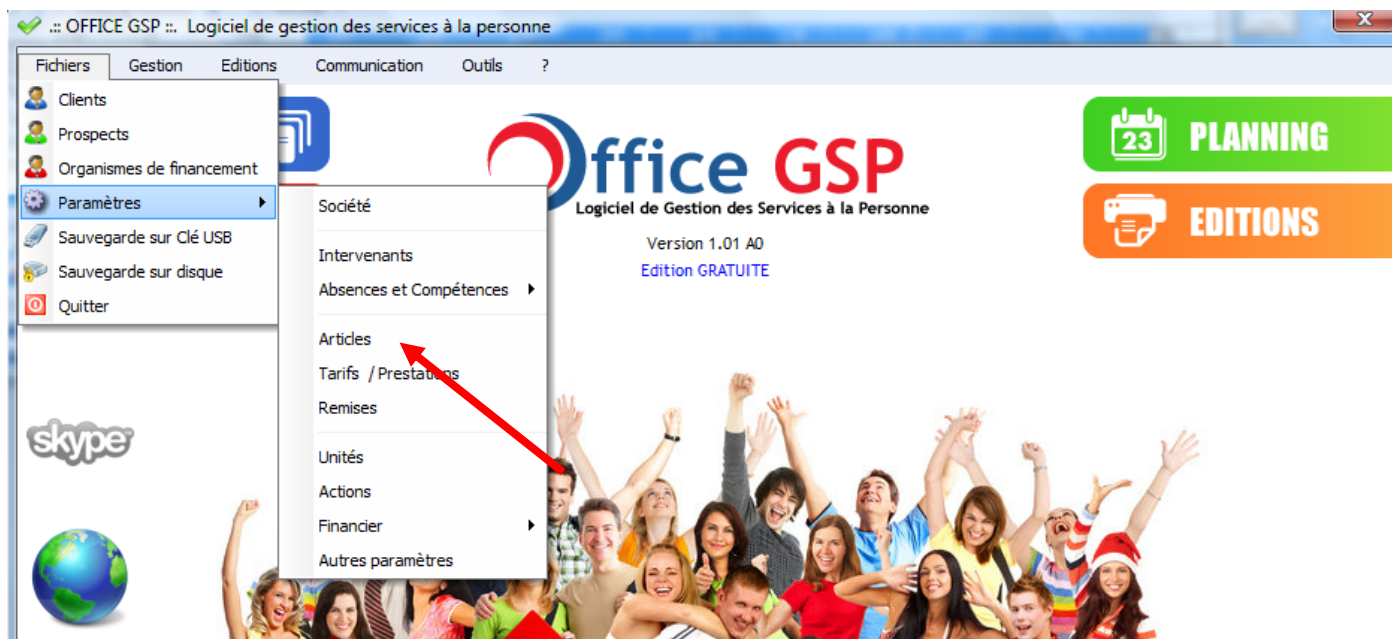 .:: OFFICE GSP ::. Logiciel de gestion des services à la personne
X
Fichiers Gestion Editions Communication Outils ?
Clients
Prospects
Organismes de financement
Paramètres
Sauvegarde sur Clé USB
Sauvegarde sur disque
Quitter
Société
Intervenants
Absences et Compétences
Articles
Tarifs / Prestations
Remises
Unités
Actions
Financier
Autres paramètres
Office GSP
Logiciel de Gestion des Services à la Personne
Version 1.01 A0
Edition GRATUITE
23 PLANNING
EDITIONS
skype